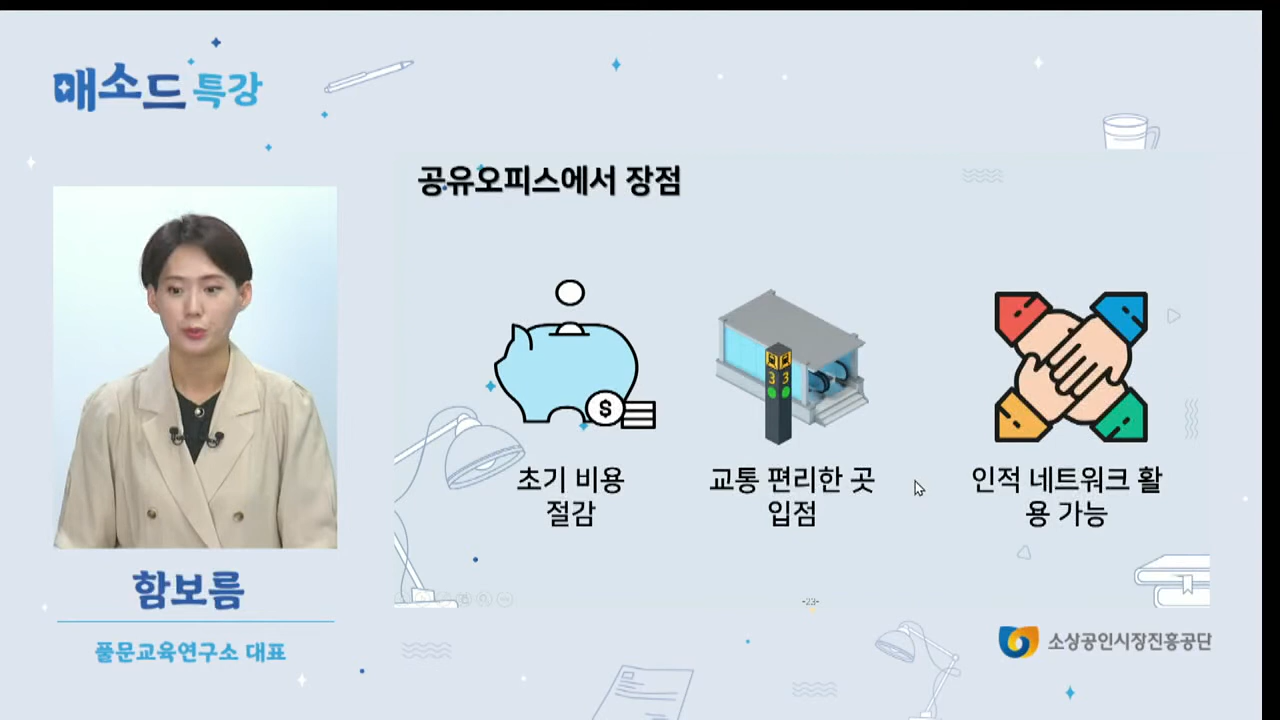 매소드 특강
공유오피스에서 장점
3 3
$
초기 비용
절감
교통 편리한 곳
입점
인적 네트워크 활
용 가능
-23-
함보름
풀문교육연구소 대표
소상공인시장진흥공단